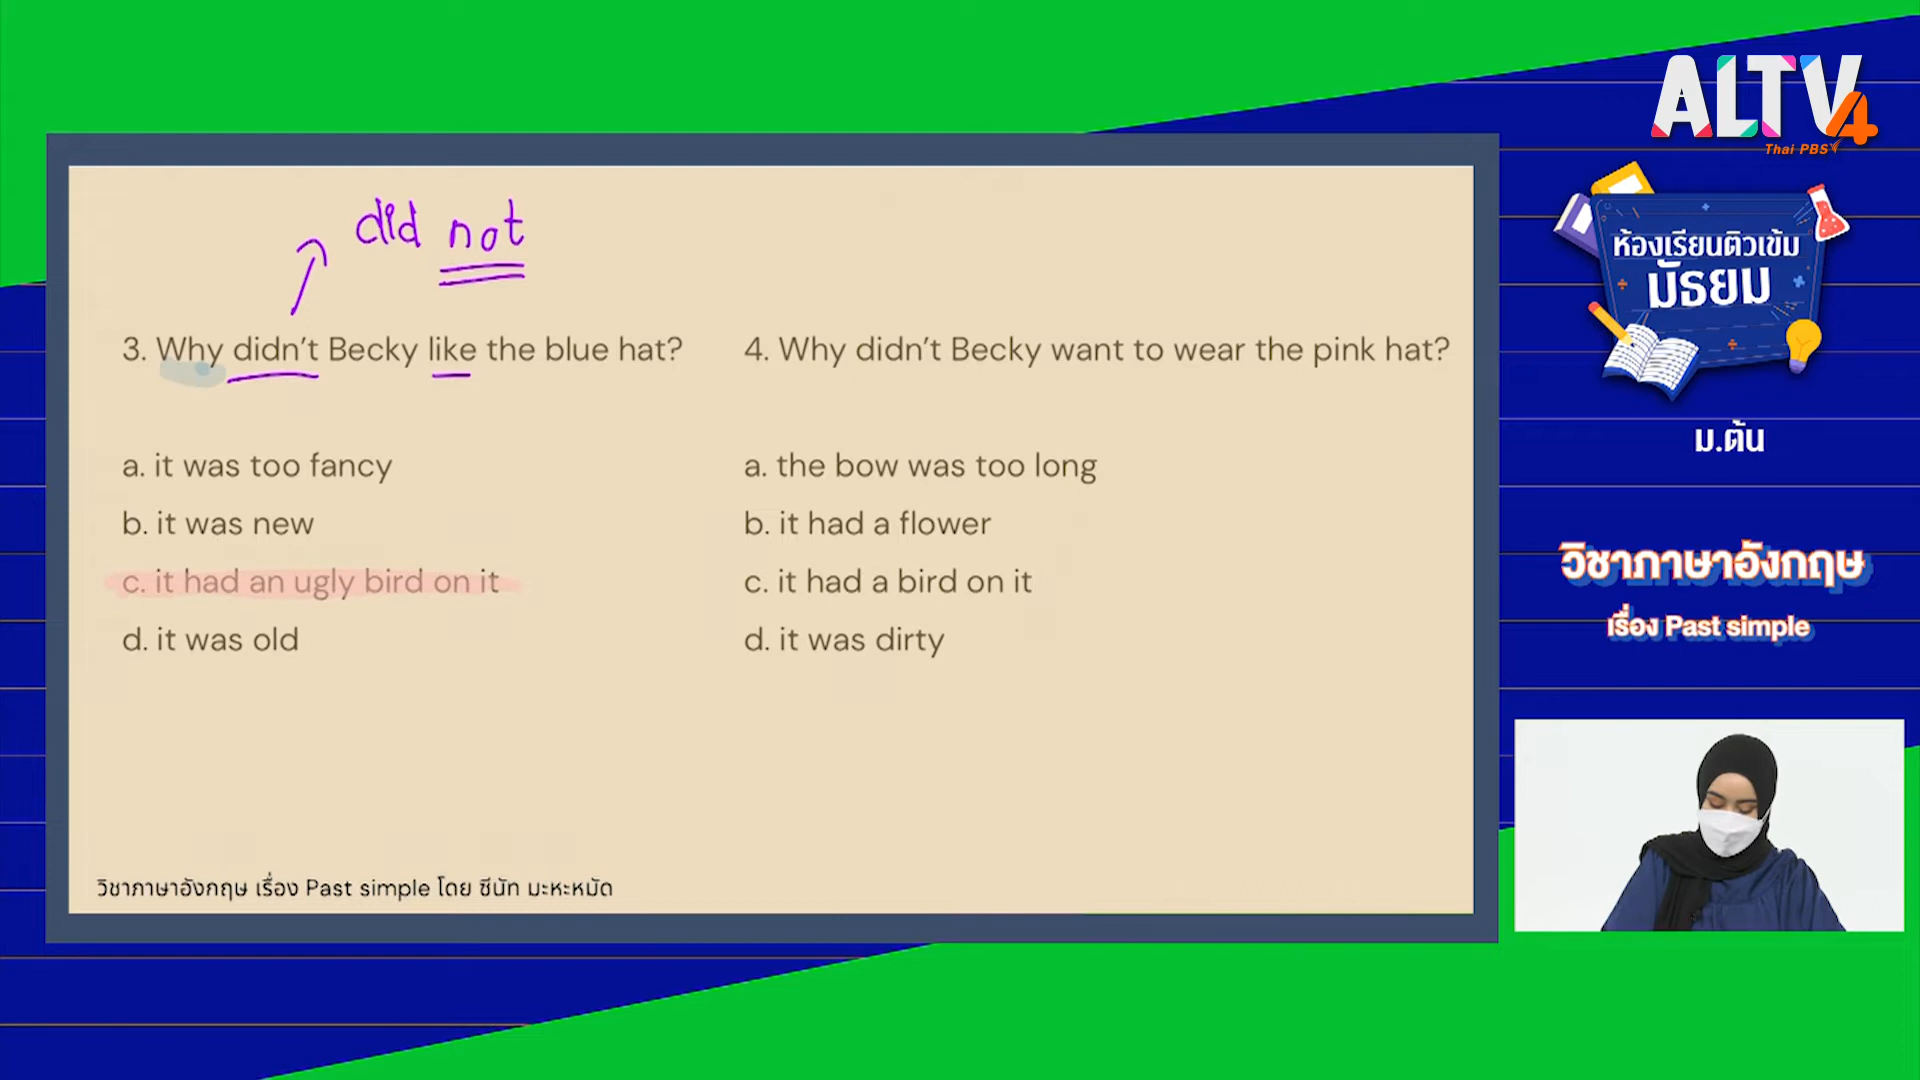 ALTV4
Thai PBS
ห้องเรียนติวเข้ม
มัธยม
ม.ต้น
วิชาภาษาอังกฤษ
เรื่อง Past simple
did not
3. Why didn't Becky like the blue hat?
a. it was too fancy
b. it was new
c. it had an ugly bird on it
d. it was old
4. Why didn't Becky want to wear the pink hat?
a. the bow was too long
b. it had a flower
c. it had a bird on it
d. it was dirty
วิชาภาษาอังกฤษ เรื่อง Past simple โดย ซีนัท มะหะหมัด